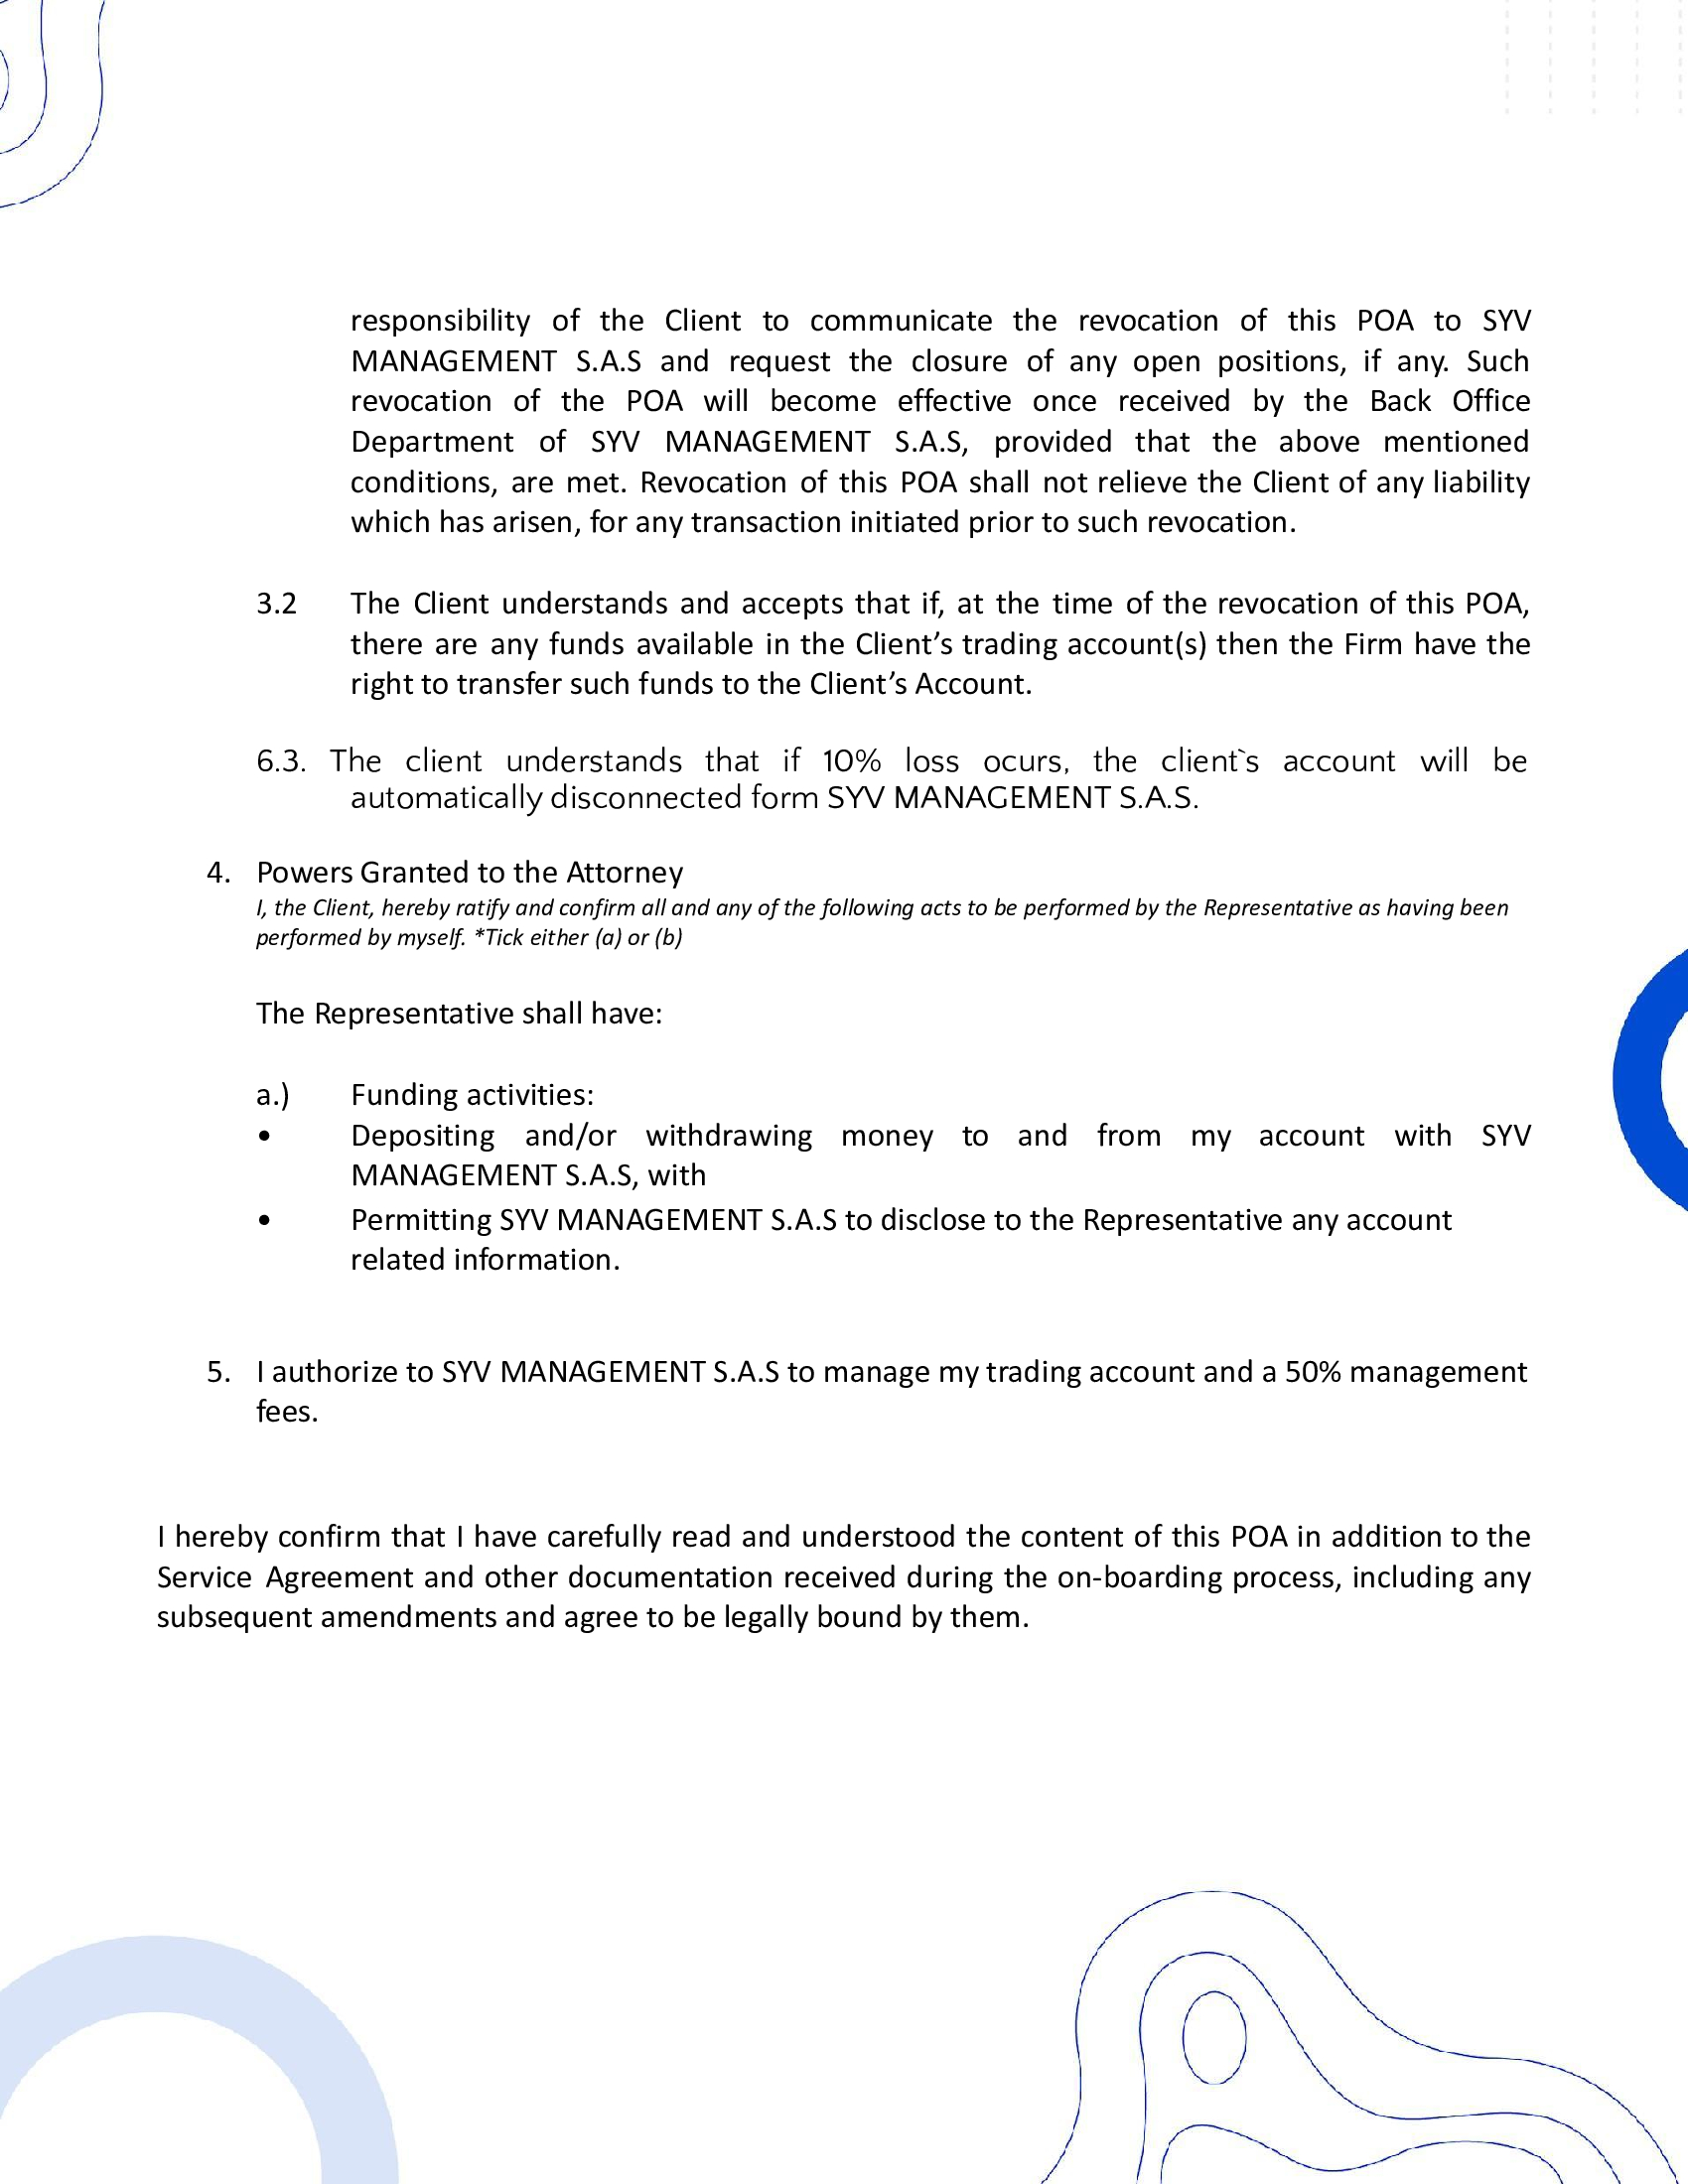 responsibility of the Client to communicate the revocation of this POA to SYV
MANAGEMENT S.A.S and request the closure of any open positions, if any. Such
revocation of the POA will become effective once received by the Back Office
Department of SYV MANAGEMENT S.A.S, provided that the above mentioned
conditions, are met. Revocation of this POA shall not relieve the Client of any liability
which has arisen, for any transaction initiated prior to such revocation.
3.2 The Client understands and accepts that if, at the time of the revocation of this POA,
there are any funds available in the Client’s trading account(s) then the Firm have the
right to transfer such funds to the Client’s Account.
6.3. The client understands that if 10% loss ocurs, the client`s account will be
automatically disconnected form SYV MANAGEMENT S.A.S.
4. Powers Granted to the Attorney
I, the Client, hereby ratify and confirm all and any of the following acts to be performed by the Representative as having been
performed by myself. *Tick either (a) or (b)
The Representative shall have:
a.) Funding activities:
• Depositing and/or withdrawing money to and from my account with SYV
MANAGEMENT S.A.S, with
• Permitting SYV MANAGEMENT S.A.S to disclose to the Representative any account
related information.
5. I authorize to SYV MANAGEMENT S.A.S to manage my trading account and a 50% management
fees.
I hereby confirm that I have carefully read and understood the content of this POA in addition to the
Service Agreement and other documentation received during the on-boarding process, including any
subsequent amendments and agree to be legally bound by them.